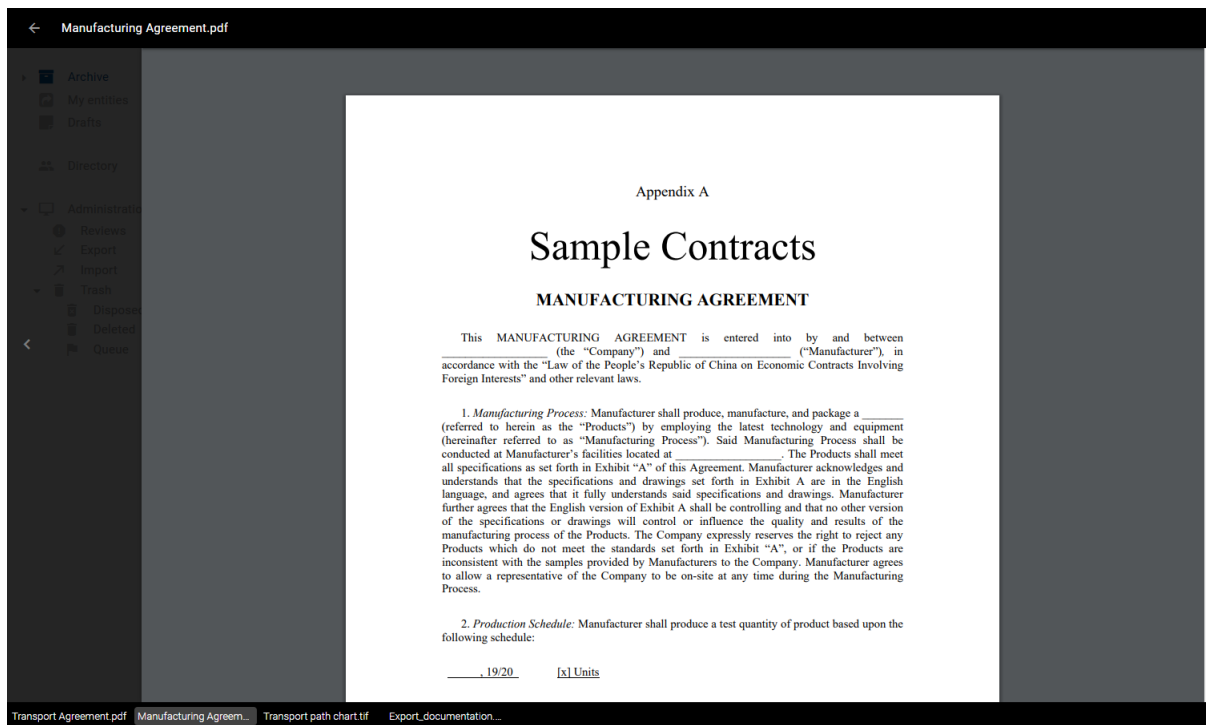 Manufacturing Agreement.pdf
Archive
My entities
Drafts
Directory
Administratio
Reviews
Export
Import
Trash
Disposed
Deleted
Queue
Appendix A
Sample Contracts
MANUFACTURING AGREEMENT
This MANUFACTURING AGREEMENT is entered into by and between
___________________ (the “Company”) and ____________________ (“Manufacturer”), in
accordance with the “Law of the People’s Republic of China on Economic Contracts Involving
Foreign Interests” and other relevant laws.
1. Manufacturing Process: Manufacturer shall produce, manufacture, and package a _______
(referred to herein as the “Products”) by employing the latest technology and equipment
(hereinafter referred to as “Manufacturing Process”). Said Manufacturing Process shall be
conducted at Manufacturer’s facilities located at ___________________. The Products shall meet
all specifications as set forth in Exhibit “A” of this Agreement. Manufacturer acknowledges and
understands that the specifications and drawings set forth in Exhibit A are in the English
language, and agrees that it fully understands said specifications and drawings. Manufacturer
further agrees that the English version of Exhibit A shall be controlling and that no other version
of the specifications or drawings will control or influence the quality and results of the
manufacturing process of the Products. The Company expressly reserves the right to reject any
Products which do not meet the standards set forth in Exhibit “A”, or if the Products are
inconsistent with the samples provided by Manufacturers to the Company. Manufacturer agrees
to allow a representative of the Company to be on-site at any time during the Manufacturing
Process.
2. Production Schedule: Manufacturer shall produce a test quantity of product based upon the
following schedule:
______, 19/20 [x] Units
Transport Agreement.pdf Manufacturing Agreem... Transport path chart.tif Export_documentation....